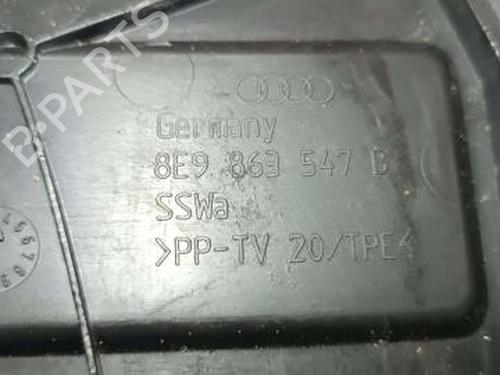 B-PARTS
Germany
8E9 863 547 B
SSWa
>PP-TV 20/TPE<